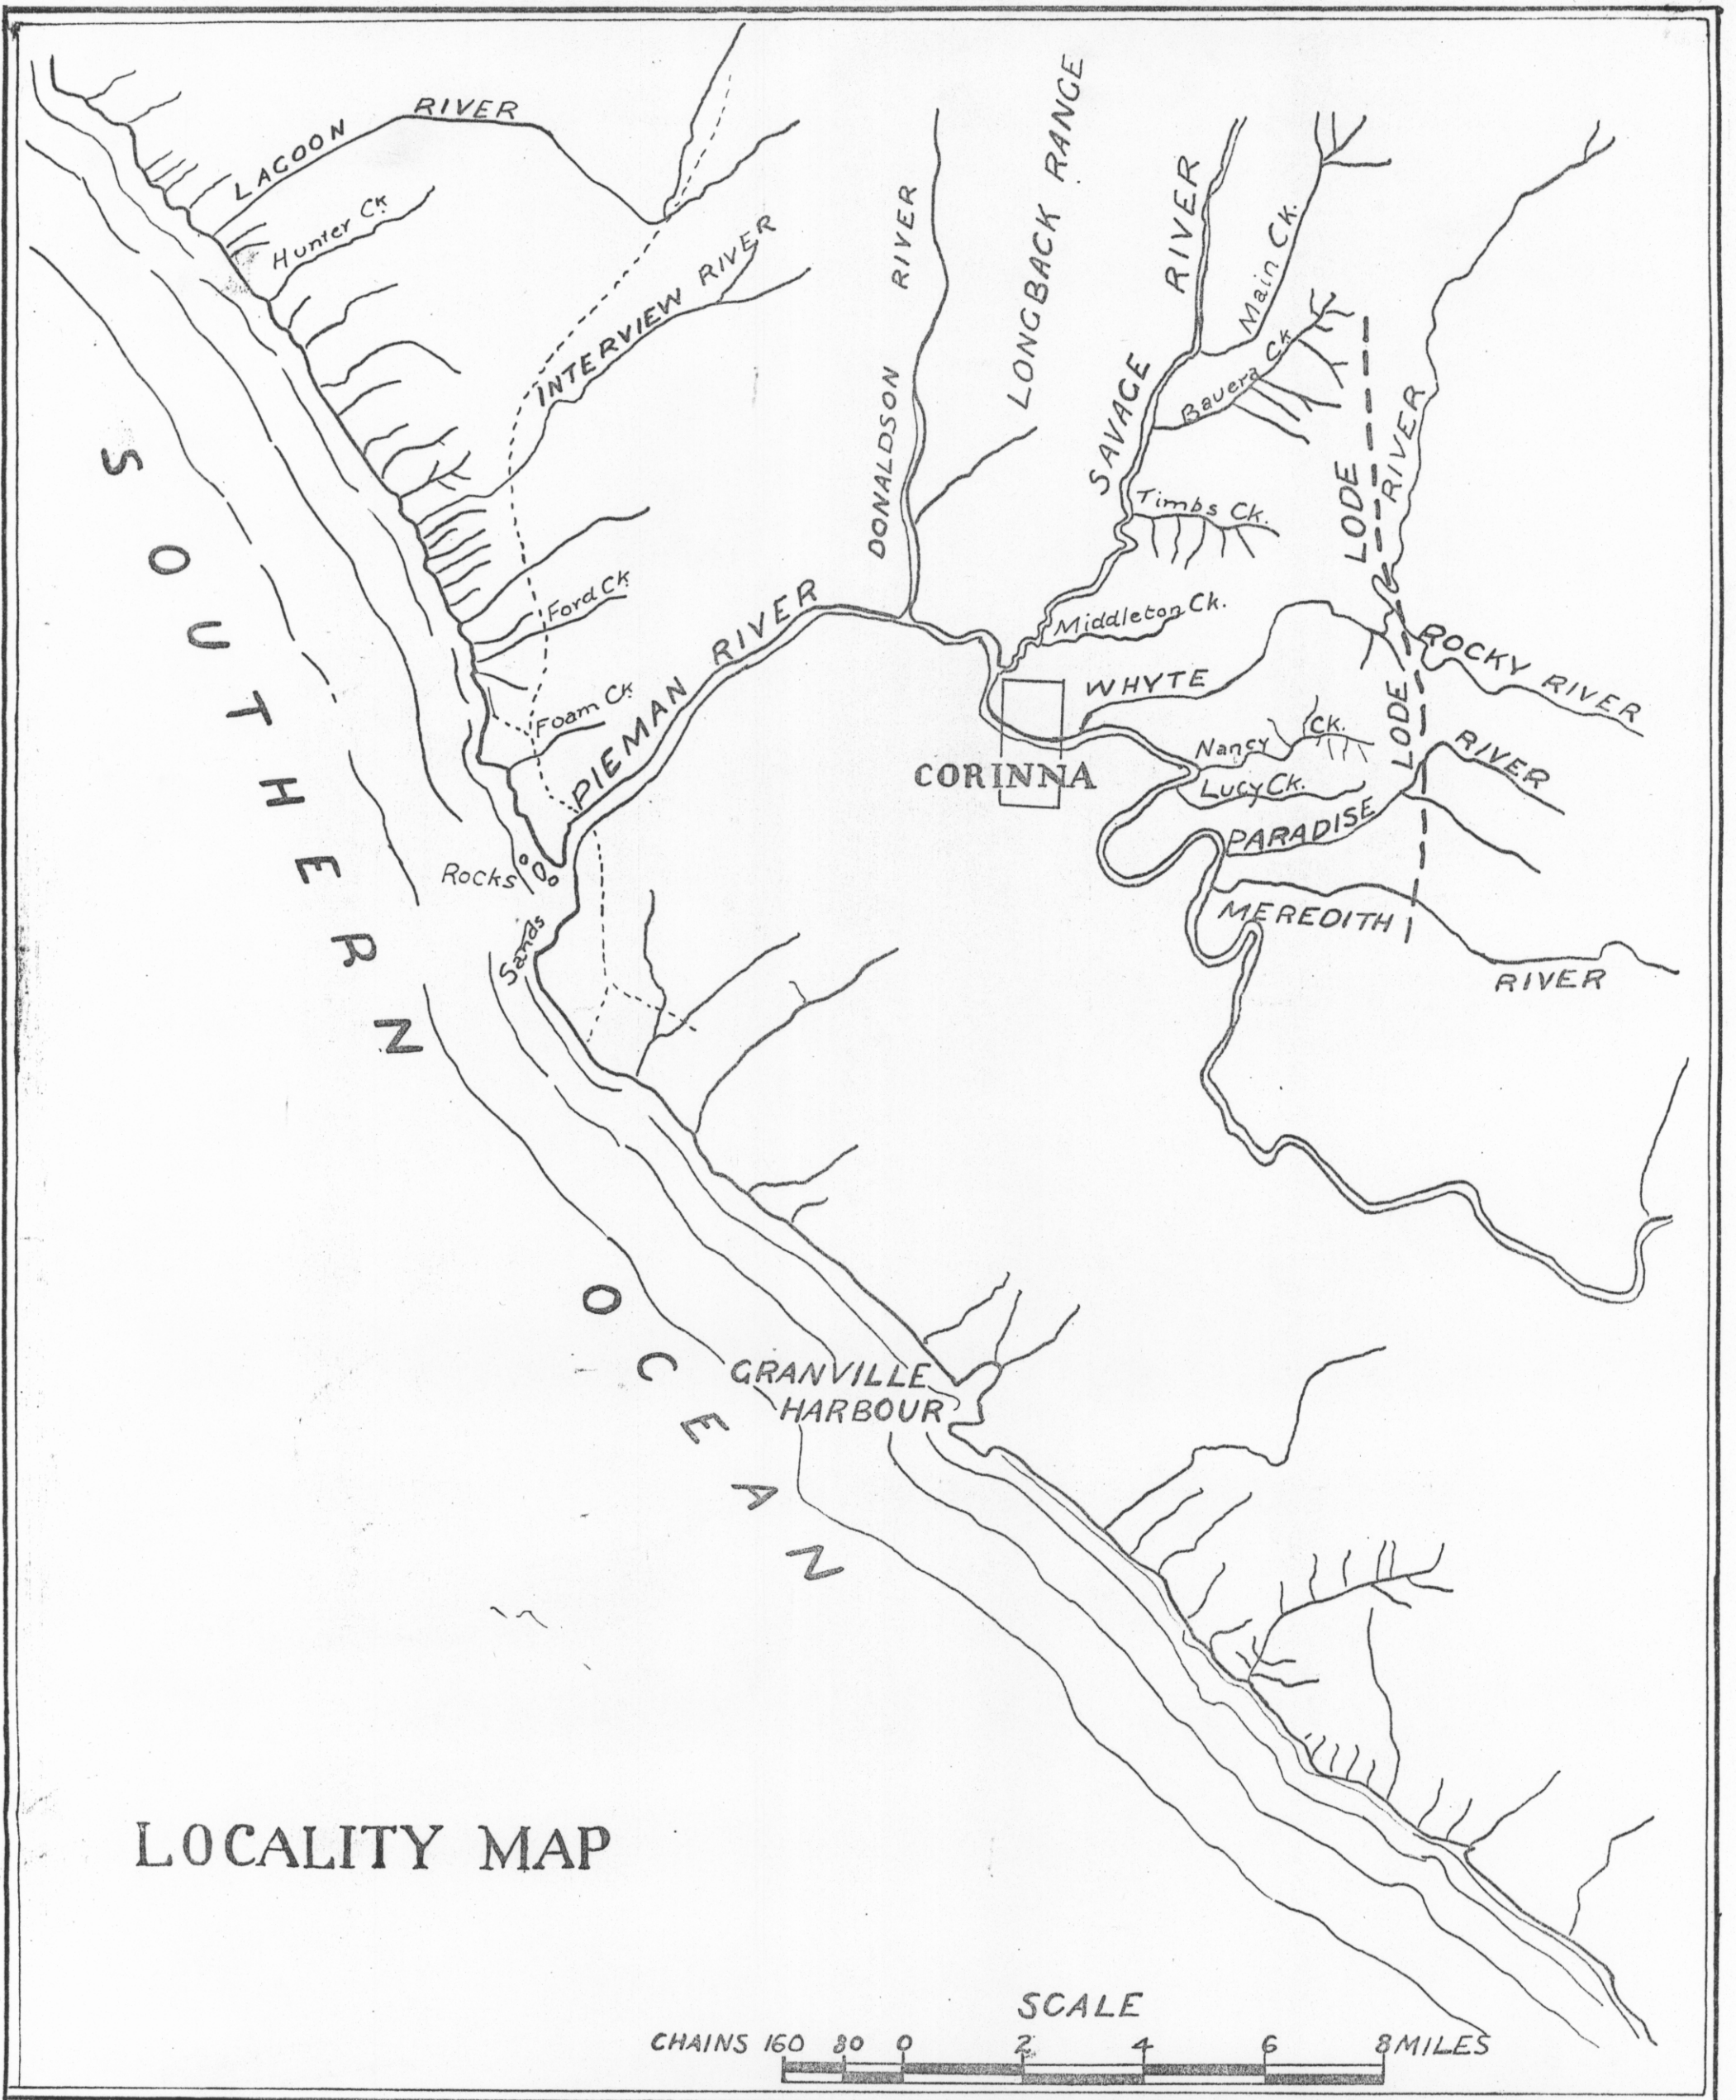 LAGOON RIVER
Hunter Ck
INTERVIEW RIVER
DONALDSON RIVER
LONGBACK RANGE
SAVAGE RIVER
Main Ck.
Bauera Ck
Timbs Ck.
Middleton Ck.
LODE
RIVER
WHYTE
ROCKY RIVER
LODE
Nancy Ck.
Lucy Ck.
PARADISE RIVER
MEREDITH RIVER
CORINNA
Ford Ck
Foam Ck
PIEMAN RIVER
Rocks
Sands
SOUTHERN OCEAN
GRANVILLE
HARBOUR
LOCALITY MAP
SCALE
CHAINS 160 80 0 2 4 6 8 MILES